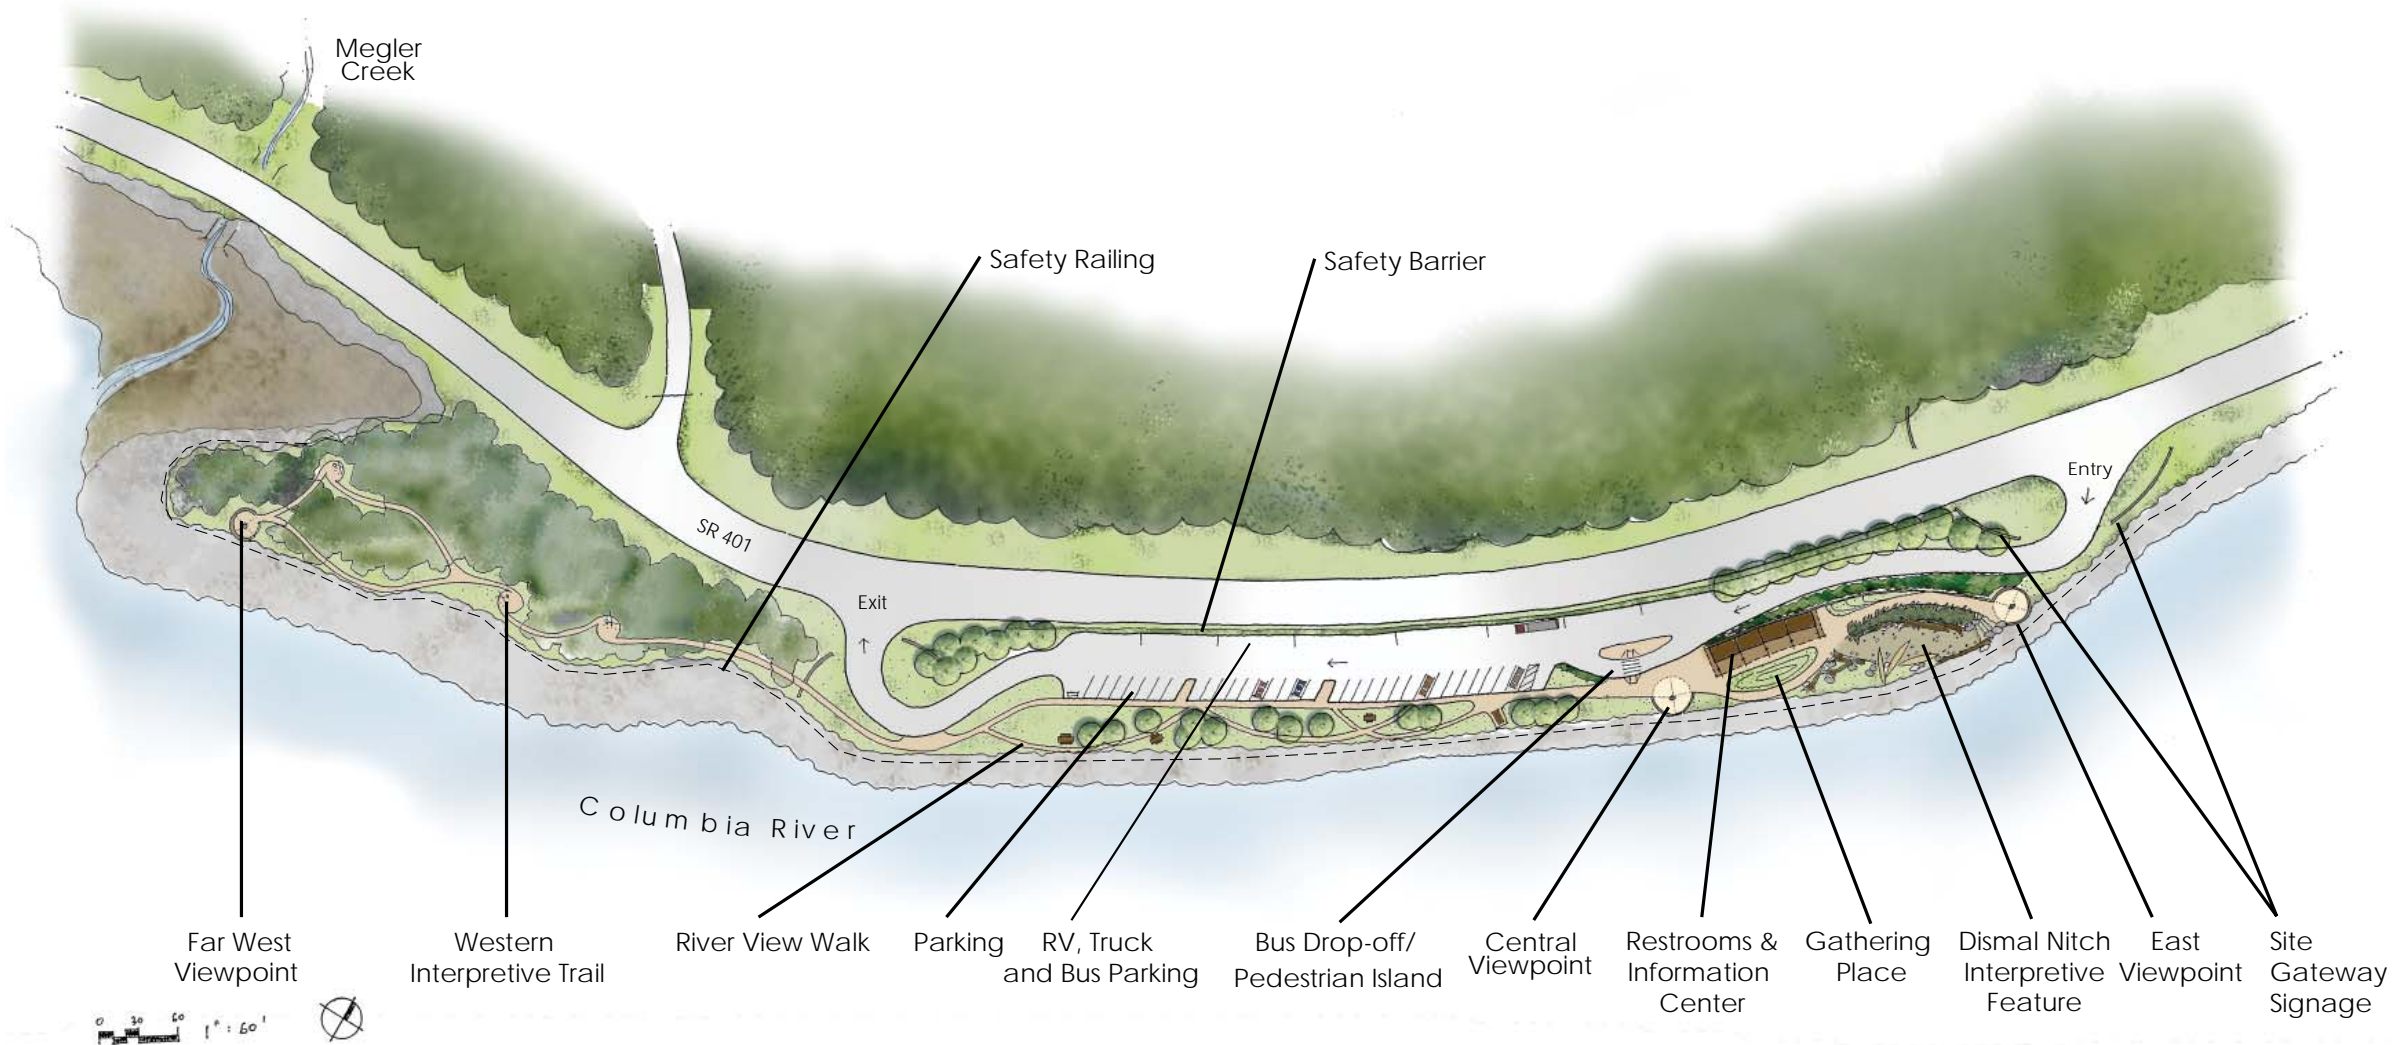 Megler
Creek
Safety Railing
Safety Barrier
Entry
SR 401
Exit
Columbia River
Far West
Viewpoint
Western
Interpretive Trail
River View Walk
Parking
RV, Truck
and Bus Parking
Bus Drop-off/
Pedestrian Island
Central
Viewpoint
Restrooms &
Information
Center
Gathering
Place
Dismal Nitch
Interpretive
Feature
East
Viewpoint
Site
Gateway
Signage
0 30 60 1" : 60'